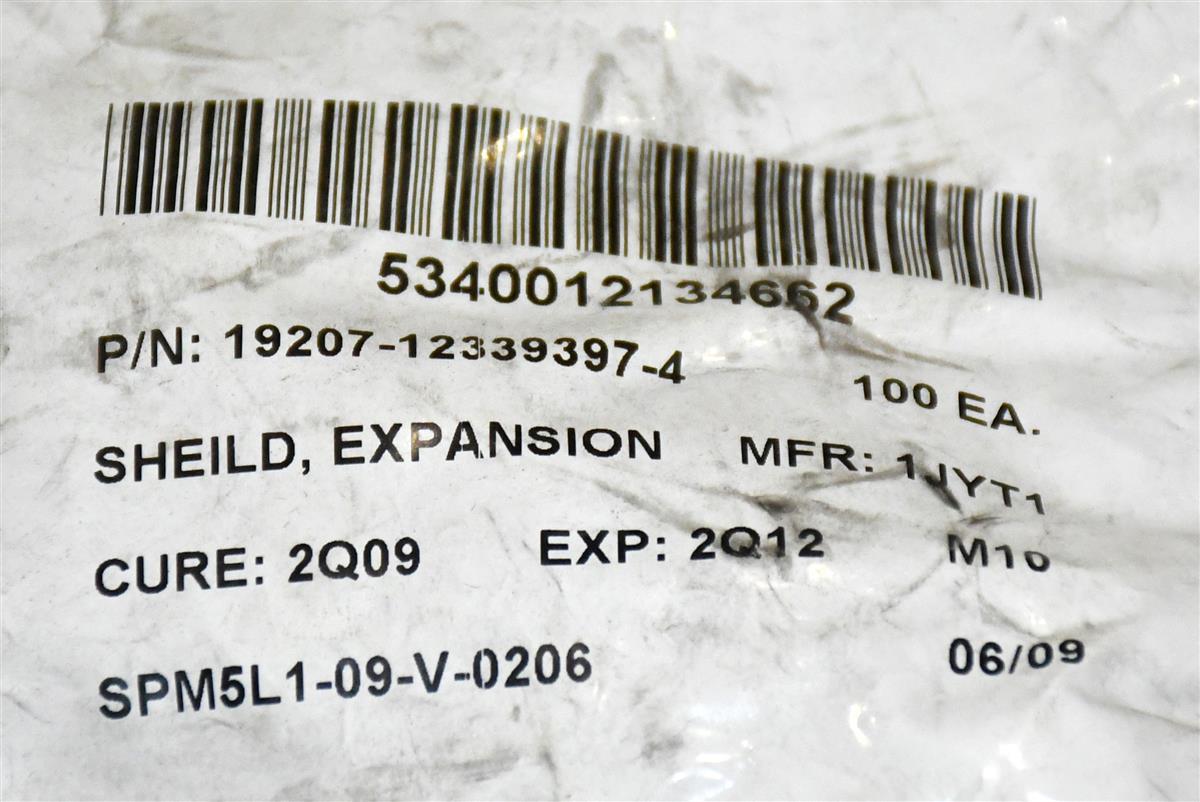 5340012134662
P/N: 19207-12339397-4
100 EA.
SHEILD, EXPANSION MFR: 1JYT1
CURE: 2Q09 EXP: 2Q12 M10
SPM5L1-09-V-0206 06/09